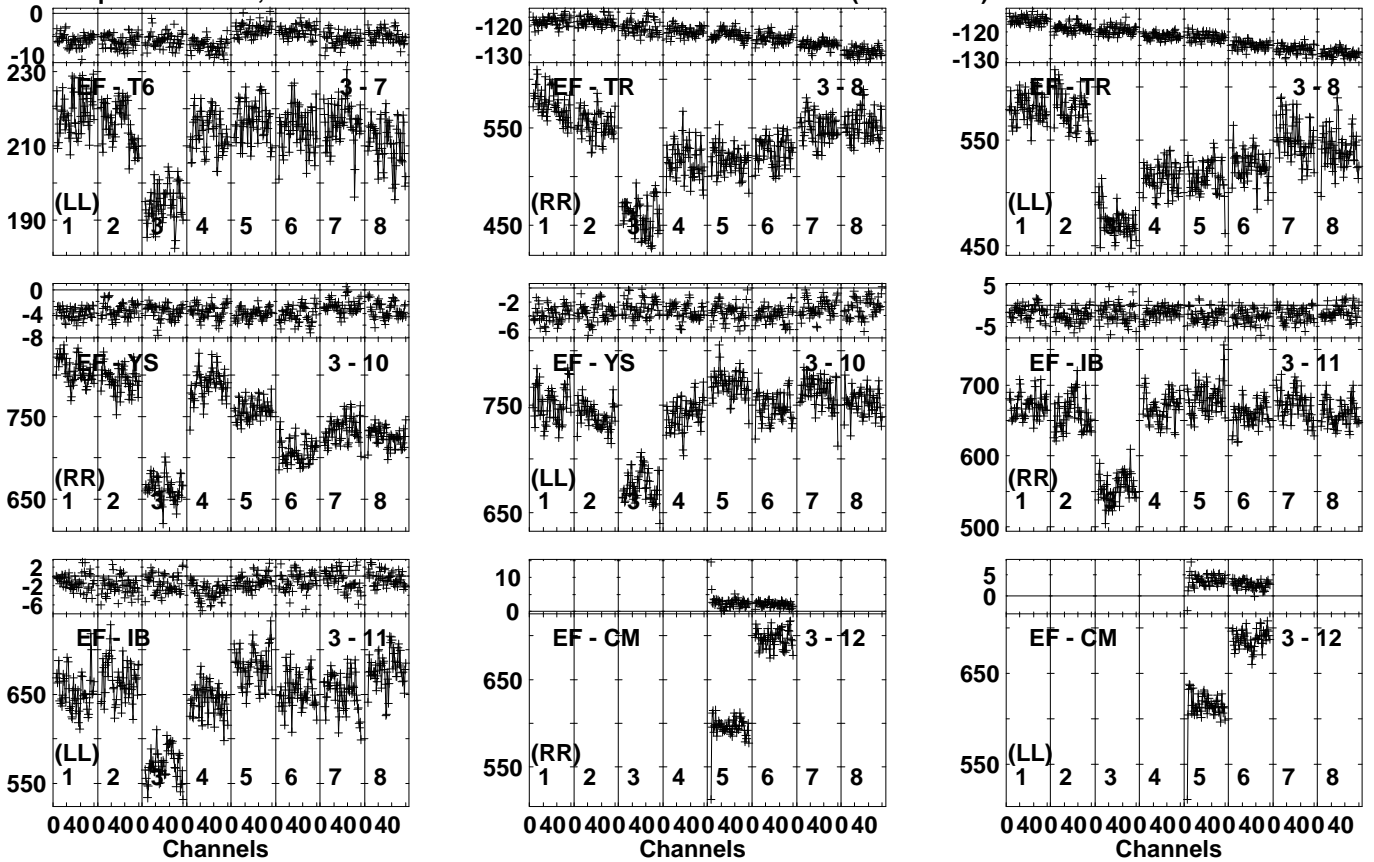 0
-10
230
210
190
EF - T6
3 - 7
(LL)
1 2 3 4 5 6 7 8
-120
-130
550
450
EF - TR
3 - 8
(RR)
1 2 3 4 5 6 7 8
-120
-130
550
450
EF - TR
3 - 8
(LL)
1 2 3 4 5 6 7 8
0
-4
-8
750
650
EF - YS
3 - 10
(RR)
1 2 3 4 5 6 7 8
-2
-6
750
650
EF - YS
3 - 10
(LL)
1 2 3 4 5 6 7 8
5
-5
700
600
500
EF - IB
3 - 11
(RR)
1 2 3 4 5 6 7 8
2
-2
-6
650
550
EF - IB
3 - 11
(LL)
1 2 3 4 5 6 7 8
0 40 0 40 0 40 0 40 0 40 0 40 0 40 0 40
Channels
10
0
650
550
EF - CM
3 - 12
(RR)
1 2 3 4 5 6 7 8
0 40 0 40 0 40 0 40 0 40 0 40 0 40 0 40
Channels
5
0
650
550
EF - CM
3 - 12
(LL)
1 2 3 4 5 6 7 8
0 40 0 40 0 40 0 40 0 40 0 40 0 40 0 40
Channels